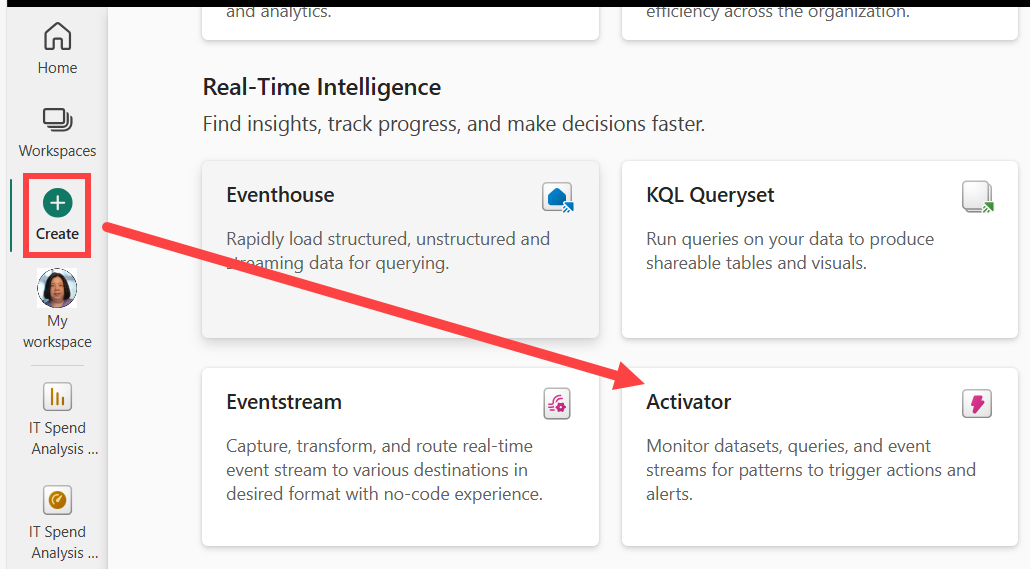 and analytics.
efficiency across the organization.
Home
Workspaces
Create
My
workspace
IT Spend
Analysis ...
IT Spend
Analysis ...
Real-Time Intelligence
Find insights, track progress, and make decisions faster.
Eventhouse
Rapidly load structured, unstructured and
streaming data for querying.
KQL Queryset
Run queries on your data to produce
shareable tables and visuals.
Eventstream
Capture, transform, and route real-time
event stream to various destinations in
desired format with no-code experience.
Activator
Monitor datasets, queries, and event
streams for patterns to trigger actions and
alerts.